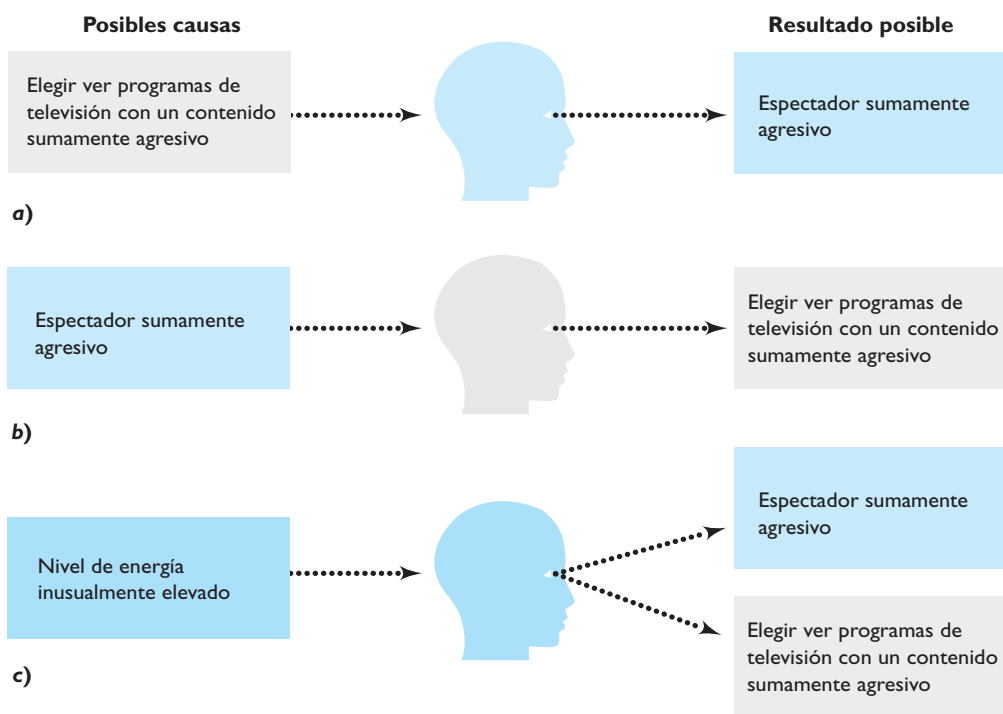 Posibles causas
Resultado posible
Elegir ver programas de
televisión con un contenido
sumamente agresivo
Espectador sumamente
agresivo
a)
Espectador sumamente
agresivo
Elegir ver programas de
televisión con un contenido
sumamente agresivo
b)
Nivel de energía
inusualmente elevado
Espectador sumamente
agresivo
Elegir ver programas de
televisión con un contenido
sumamente agresivo
c)